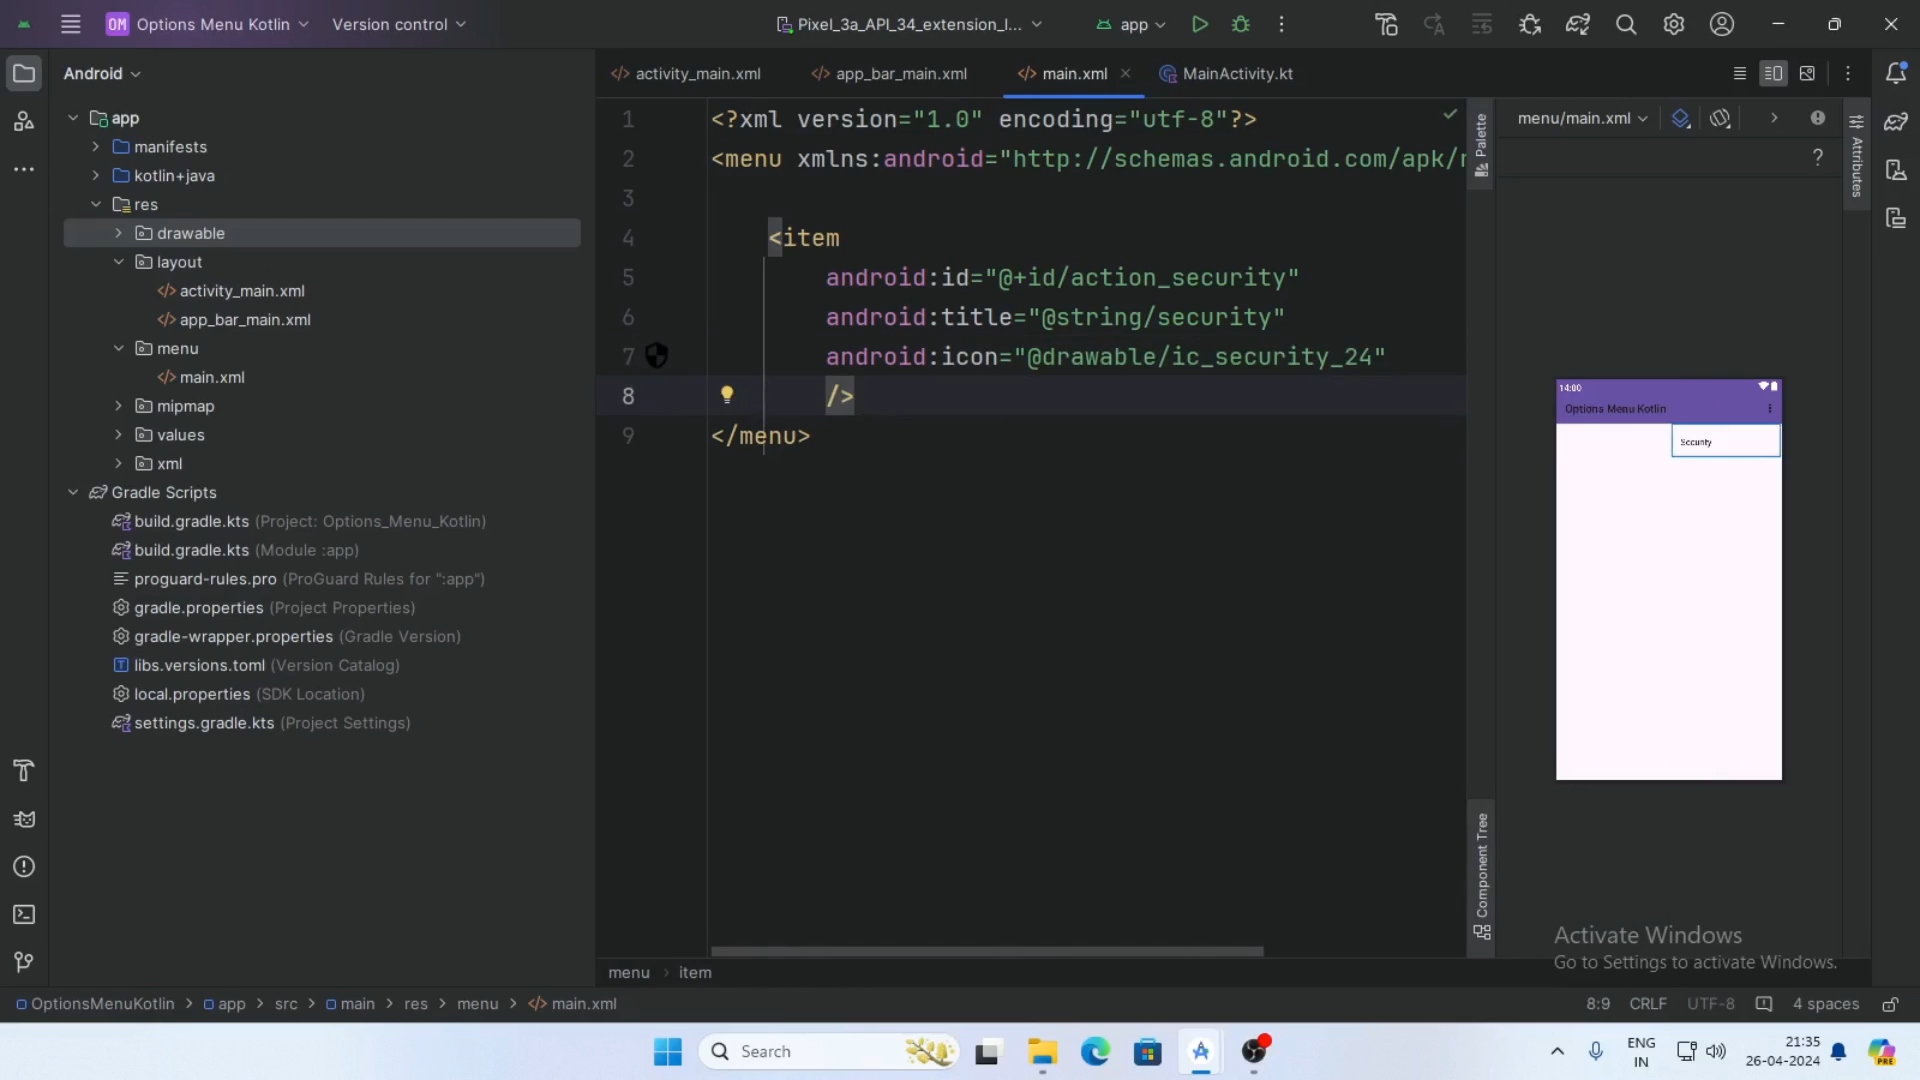 OM Options Menu Kotlin Version control Pixel_3a_API_34_extension_l... app
Android
activity_main.xml app_bar_main.xml main.xml MainActivity.kt
app
manifests
kotlin+java
res
drawable
layout
activity_main.xml
app_bar_main.xml
menu
main.xml
mipmap
values
xml
Gradle Scripts
build.gradle.kts (Project: Options_Menu_Kotlin)
build.gradle.kts (Module :app)
proguard-rules.pro (ProGuard Rules for ":app")
gradle.properties (Project Properties)
gradle-wrapper.properties (Gradle Version)
libs.versions.toml (Version Catalog)
local.properties (SDK Location)
settings.gradle.kts (Project Settings)
1 <?xml version="1.0" encoding="utf-8"?>
2 <menu xmlns:android="http://schemas.android.com/apk/r
3
4 <item
5 android:id="@+id/action_security"
6 android:title="@string/security"
7 android:icon="@drawable/ic_security_24"
8 />
9 </menu>
Palette
Component Tree
menu/main.xml
?
Attributes
14:00
Options Menu Kotlin
Security
Activate Windows
Go to Settings to activate Windows.
menu > item
OptionsMenuKotlin > app > src > main > res > menu > main.xml
8:9 CRLF UTF-8 4 spaces
Search
ENG
IN
21:35
26-04-2024
PRE